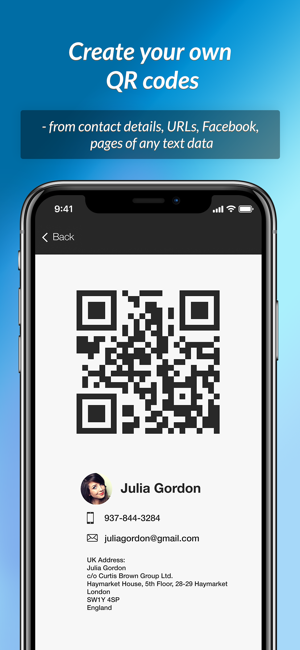 Create your own
QR codes
- from contact details, URLs, Facebook,
pages of any text data
9:41
Back
Julia Gordon
937-844-3284
juliagordon@gmail.com
UK Address:
Julia Gordon
c/o Curtis Brown Group Ltd.
Haymarket House, 5th Floor, 28-29 Haymarket
London
SW1Y 4SP
England